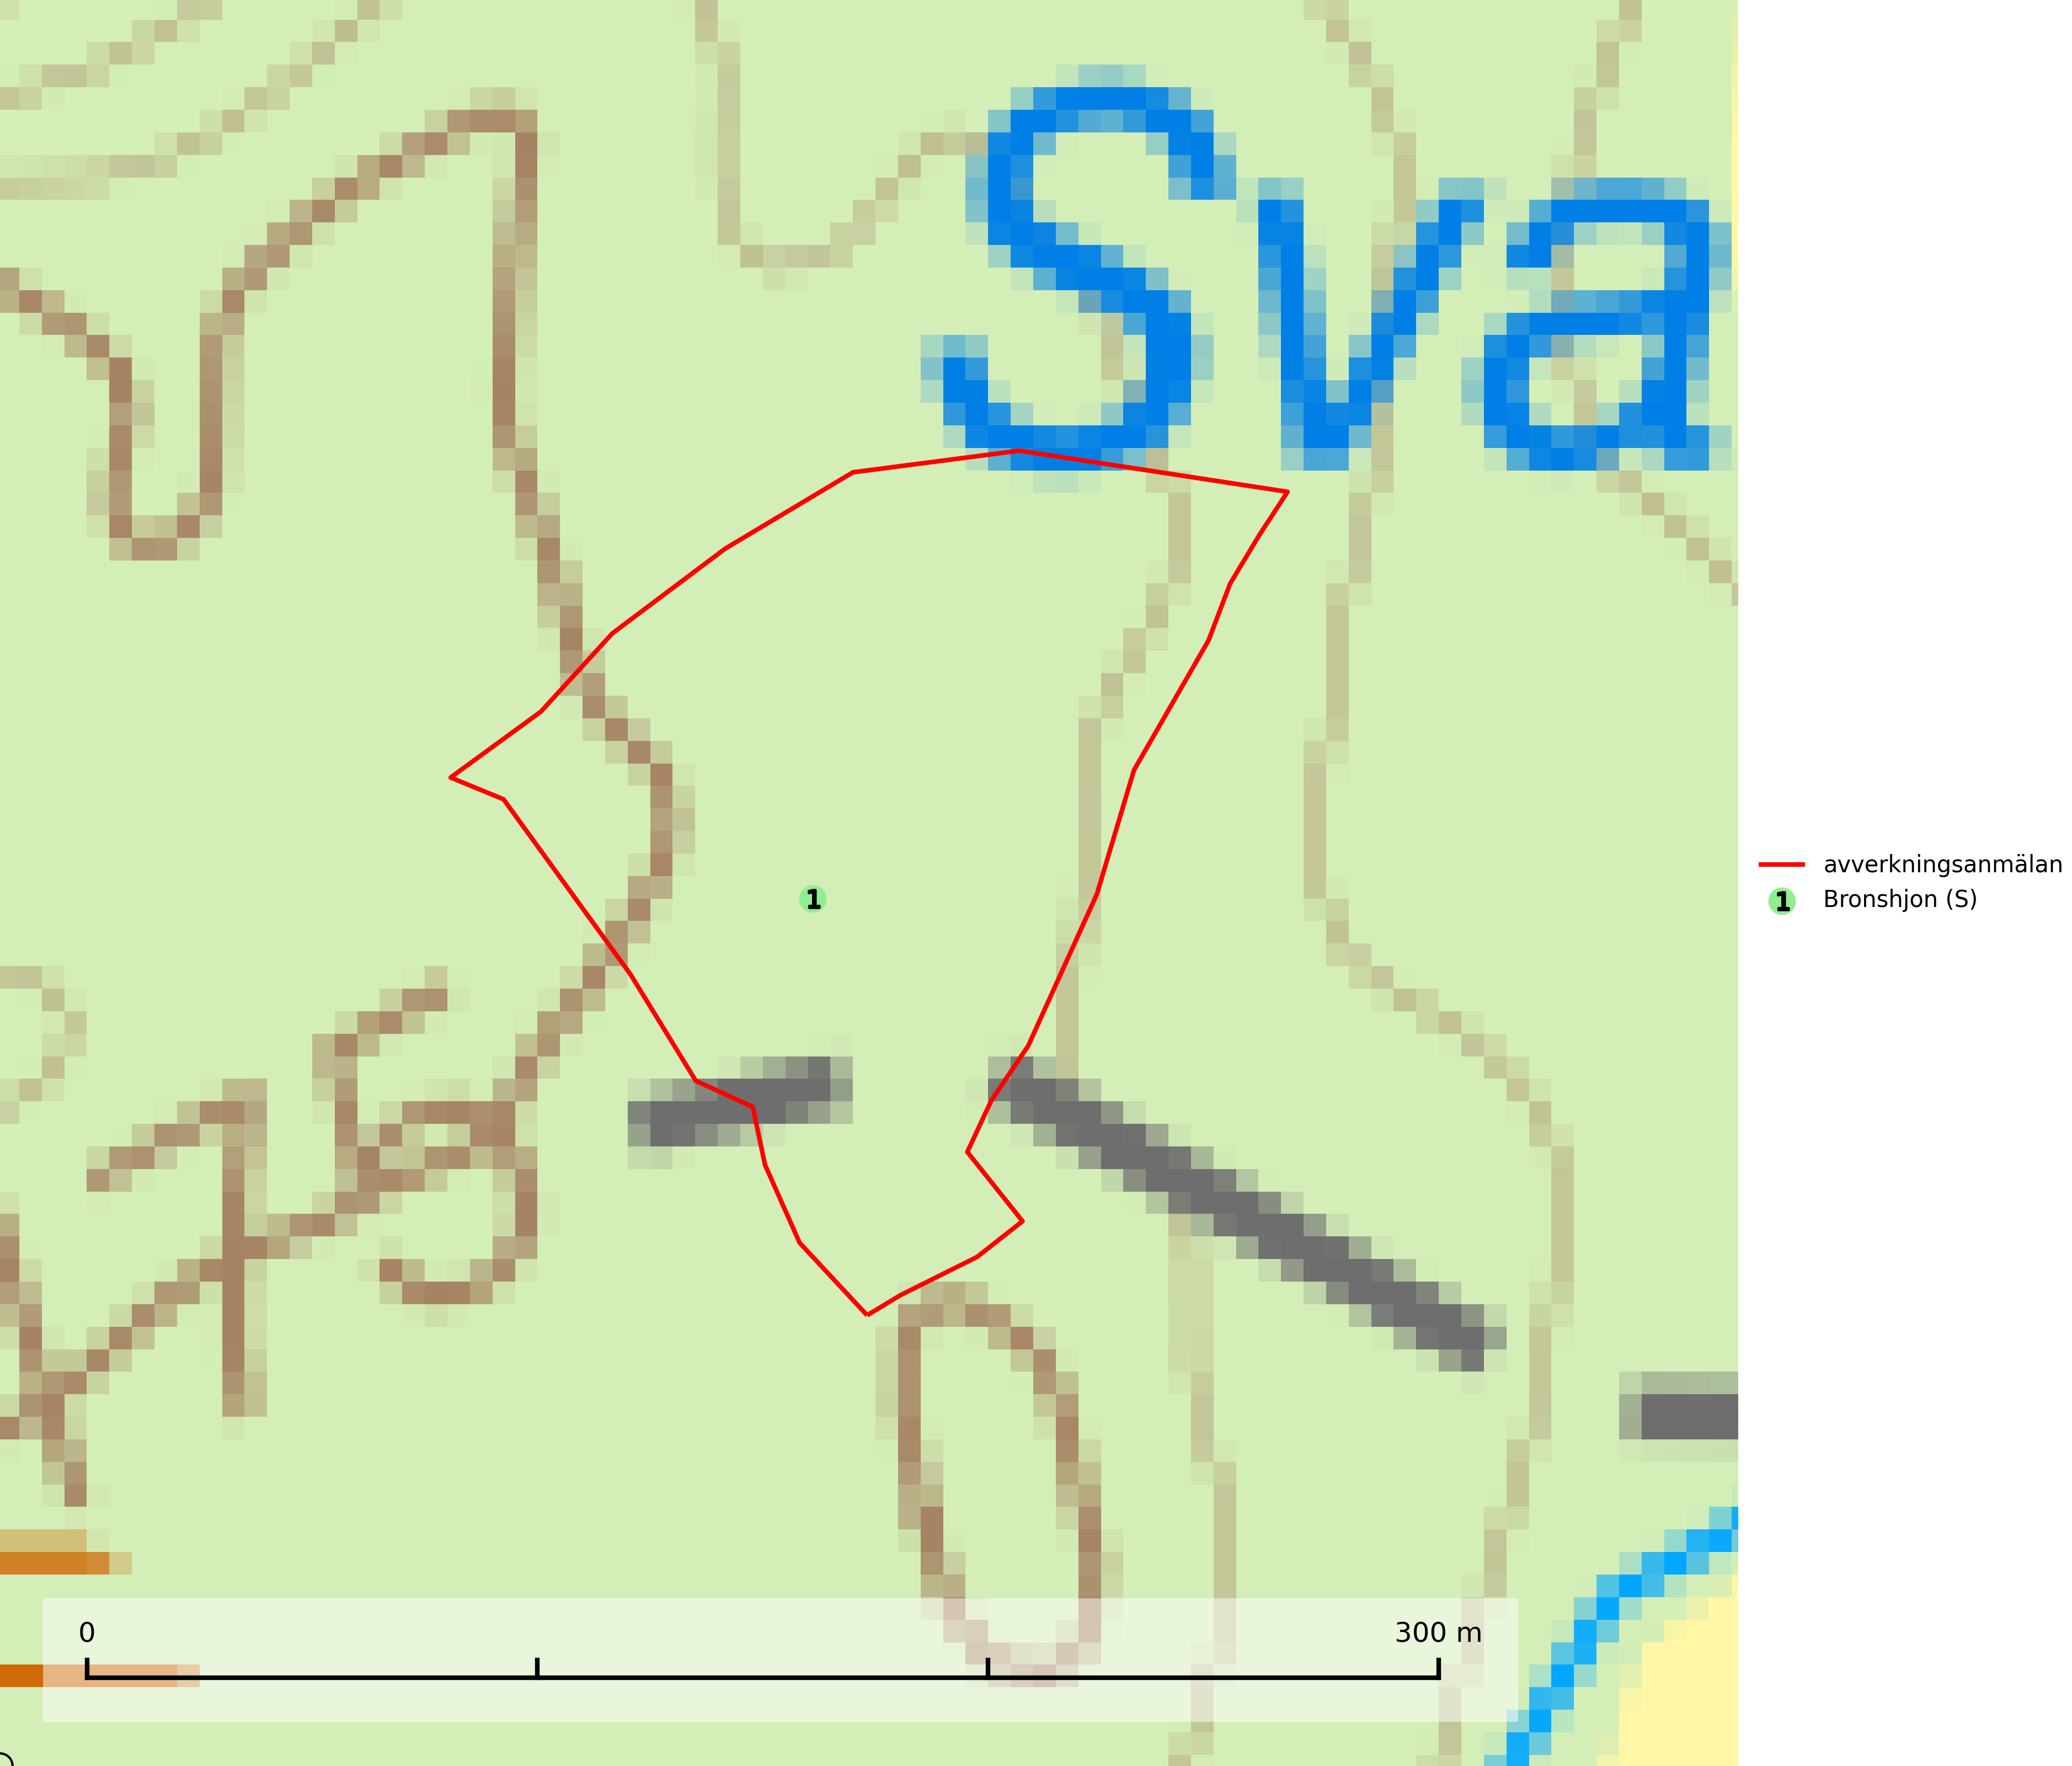 Sva
1
avverkningsanmälan
1 Bronshjon (S)
0 300 m